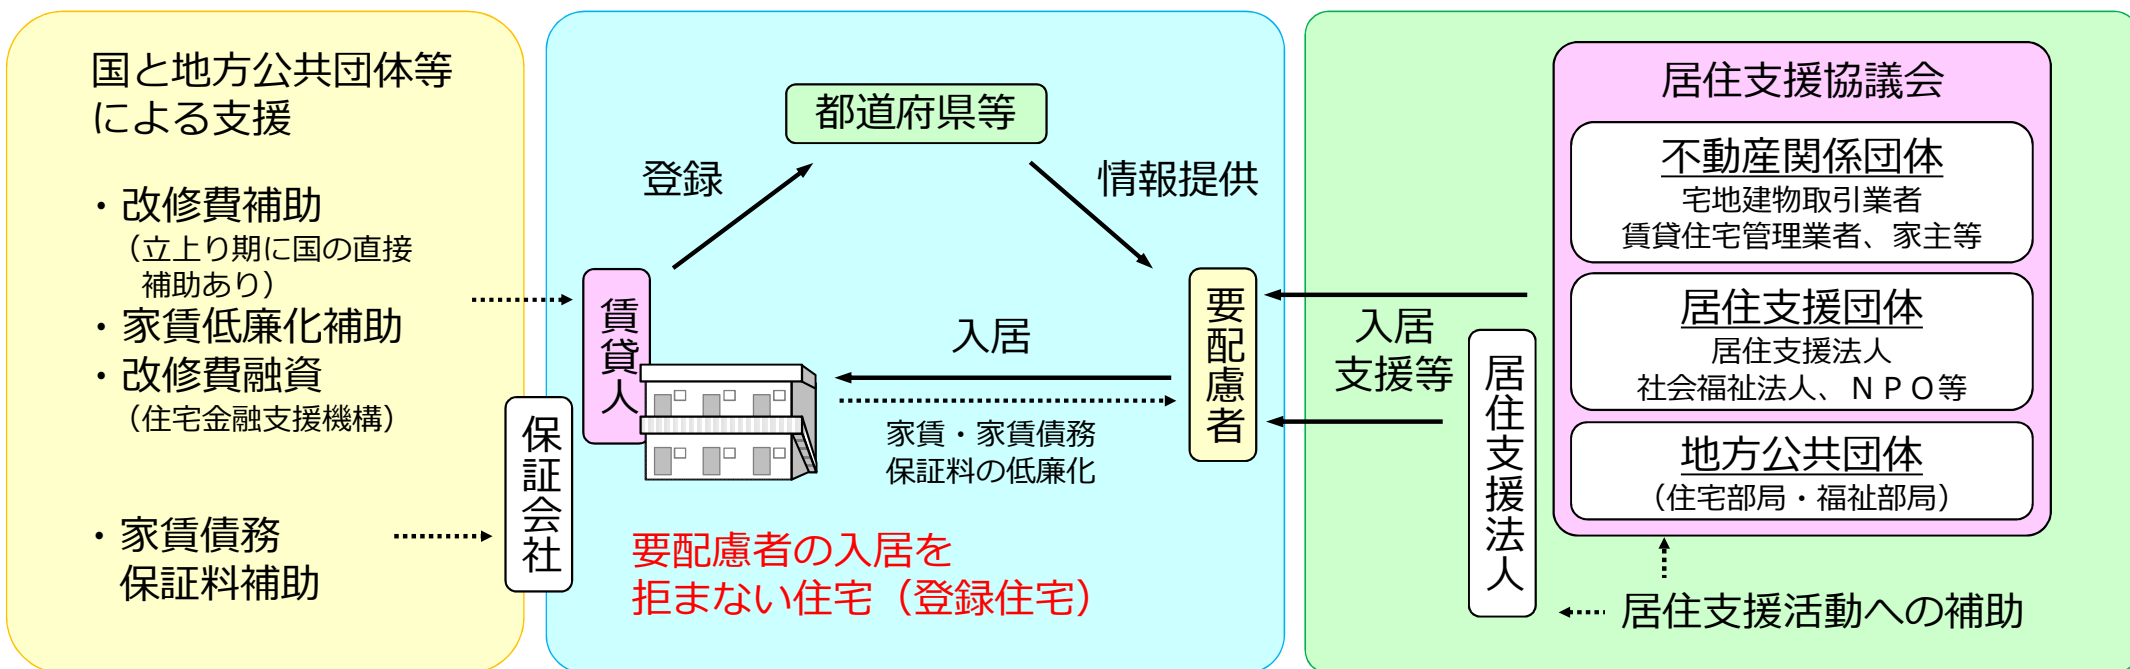 国と地方公共団体等
による支援
・改修費補助
（立上り期に国の直接
補助あり）
・家賃低廉化補助
・改修費融資
（住宅金融支援機構）
・家賃債務
保証料補助
保証会社
都道府県等
登録
情報提供
賃貸人
要配慮者
入居
家賃・家賃債務
保証料の低廉化
要配慮者の入居を
拒まない住宅（登録住宅）
入居
支援等
居住支援法人
居住支援協議会
不動産関係団体
宅地建物取引業者
賃貸住宅管理業者、家主等
居住支援団体
居住支援法人
社会福祉法人、ＮＰＯ等
地方公共団体
（住宅部局・福祉部局）
居住支援活動への補助